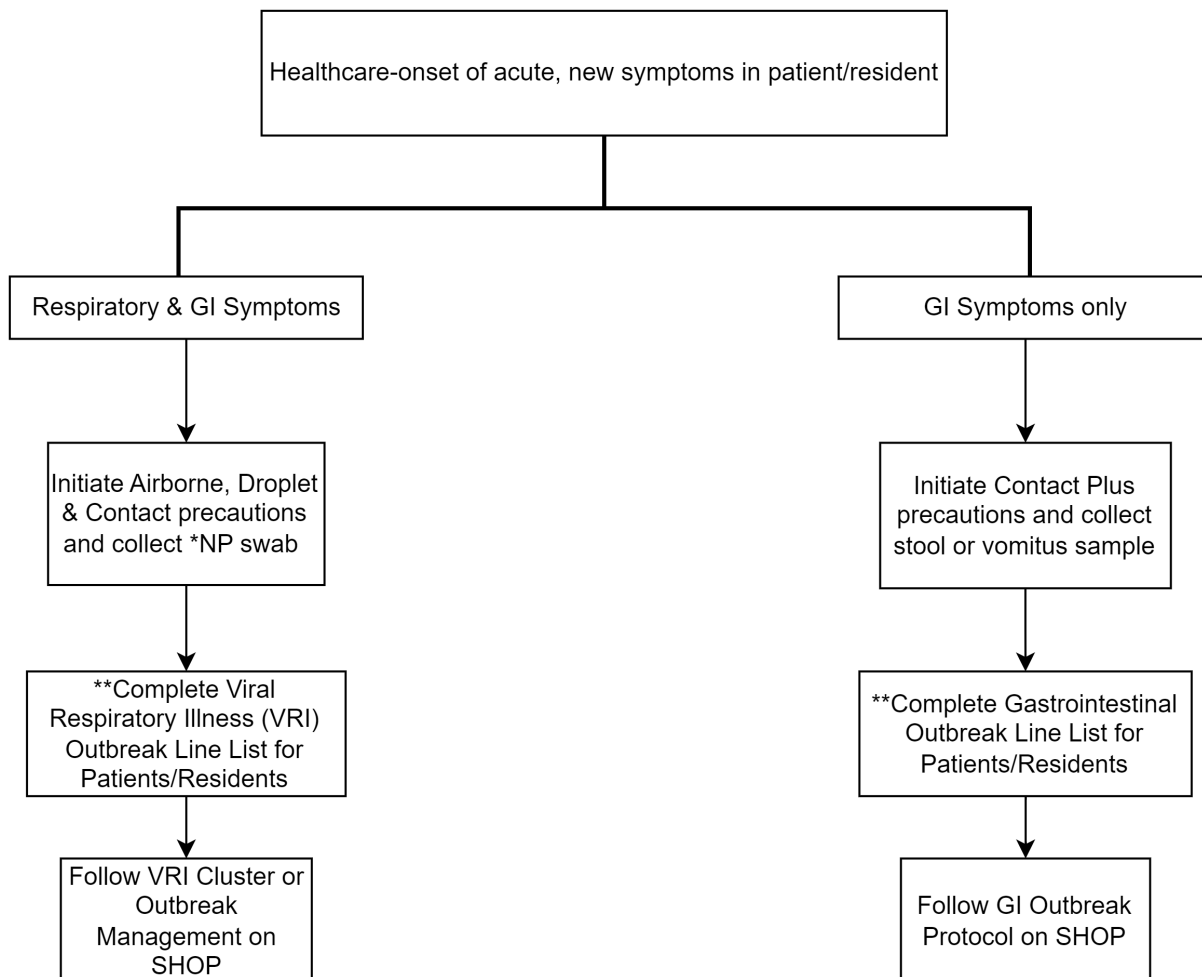 Healthcare-onset of acute, new symptoms in patient/resident
Respiratory & GI Symptoms
GI Symptoms only
Initiate Airborne, Droplet
& Contact precautions
and collect *NP swab
Initiate Contact Plus
precautions and collect
stool or vomitus sample
**Complete Viral
Respiratory Illness (VRI)
Outbreak Line List for
Patients/Residents
**Complete Gastrointestinal
Outbreak Line List for
Patients/Residents
Follow VRI Cluster or
Outbreak
Management on
SHOP
Follow GI Outbreak
Protocol on SHOP